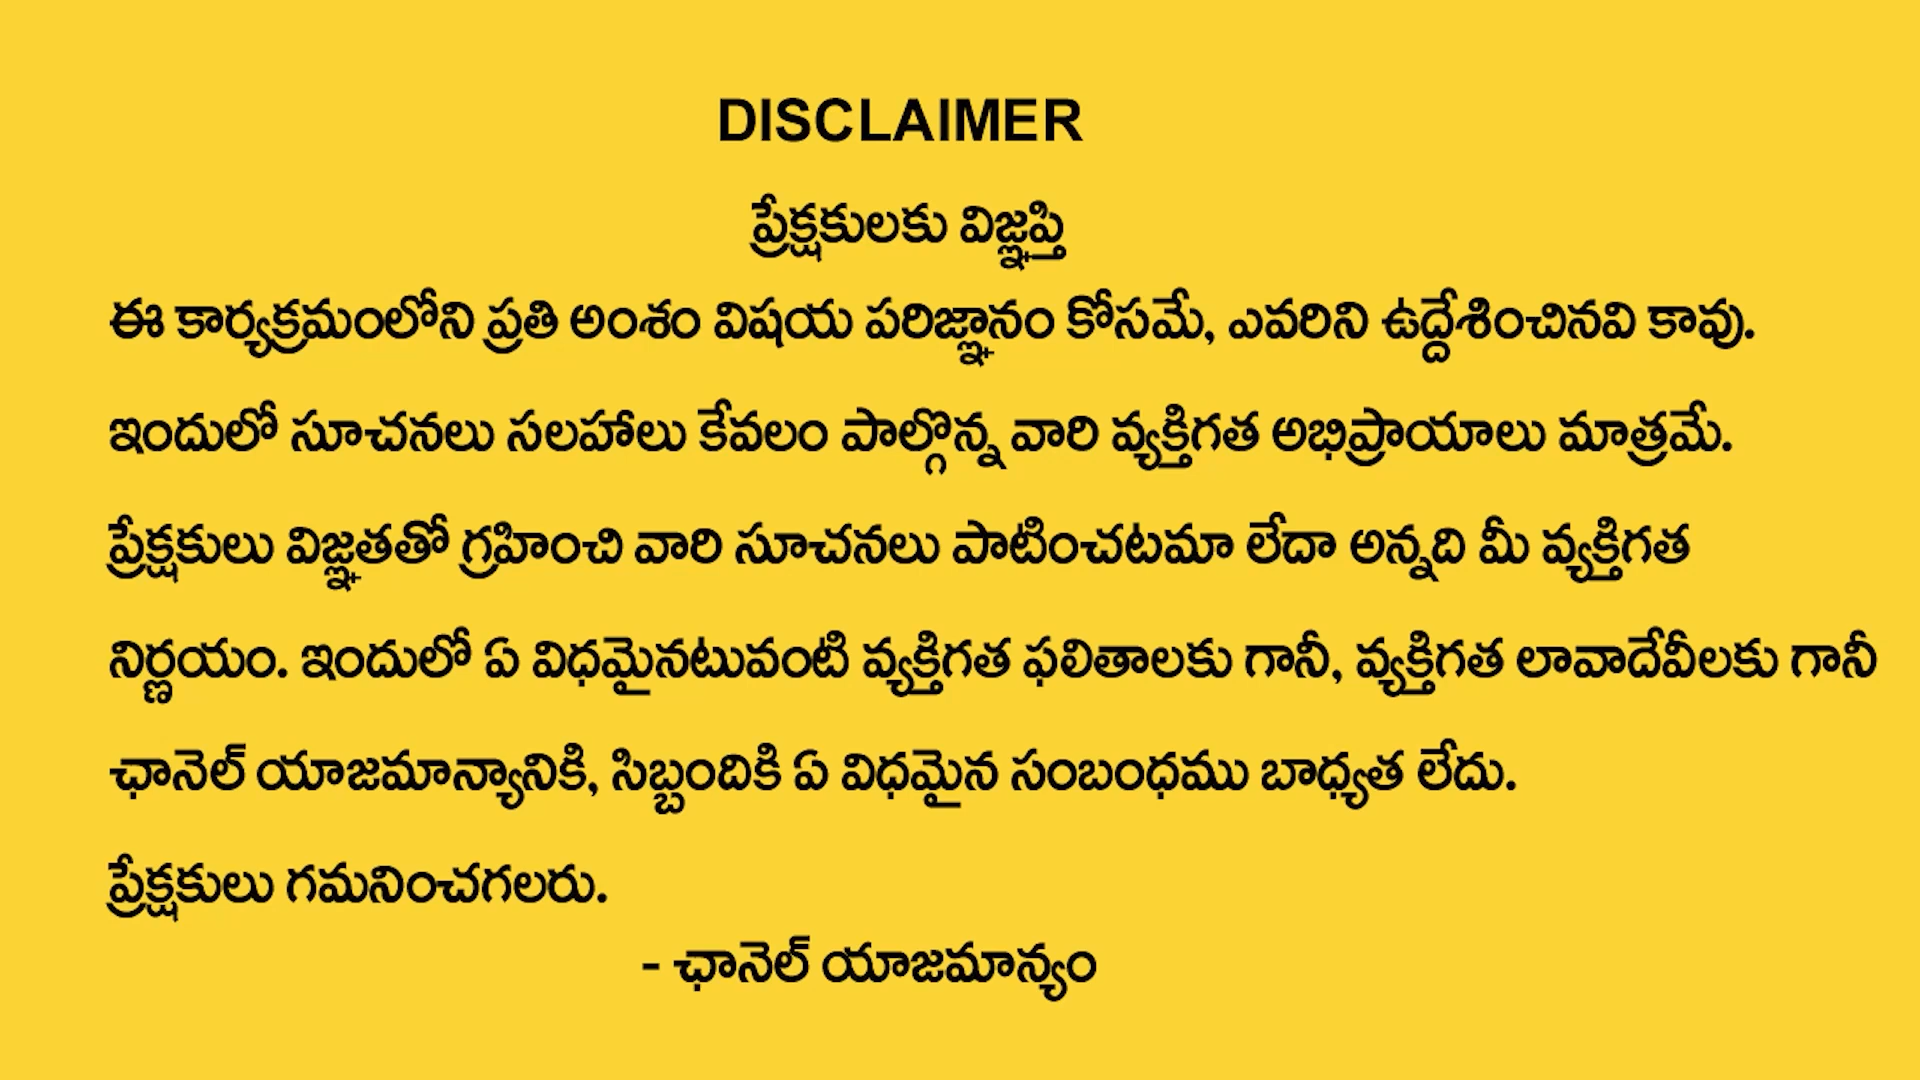 DISCLAIMER
ప్రేక్షకులకు విజ్ఞప్తి
ఈ కార్యక్రమంలోని ప్రతి అంశం విషయ పరిజ్ఞానం కోసమే, ఎవరిని ఉద్దేశించినవి కావు.
ఇందులో సూచనలు సలహాలు కేవలం పాల్గొన్న వారి వ్యక్తిగత అభిప్రాయాలు మాత్రమే.
ప్రేక్షకులు విజ్ఞతతో గ్రహించి వారి సూచనలు పాటించటమా లేదా అన్నది మీ వ్యక్తిగత
నిర్ణయం. ఇందులో ఏ విధమైనటువంటి వ్యక్తిగత ఫలితాలకు గానీ, వ్యక్తిగత లావాదేవీలకు గానీ
ఛానెల్ యాజమాన్యానికి, సిబ్బందికి ఏ విధమైన సంబంధము బాధ్యత లేదు.
ప్రేక్షకులు గమనించగలరు.
- ఛానెల్ యాజమాన్యం